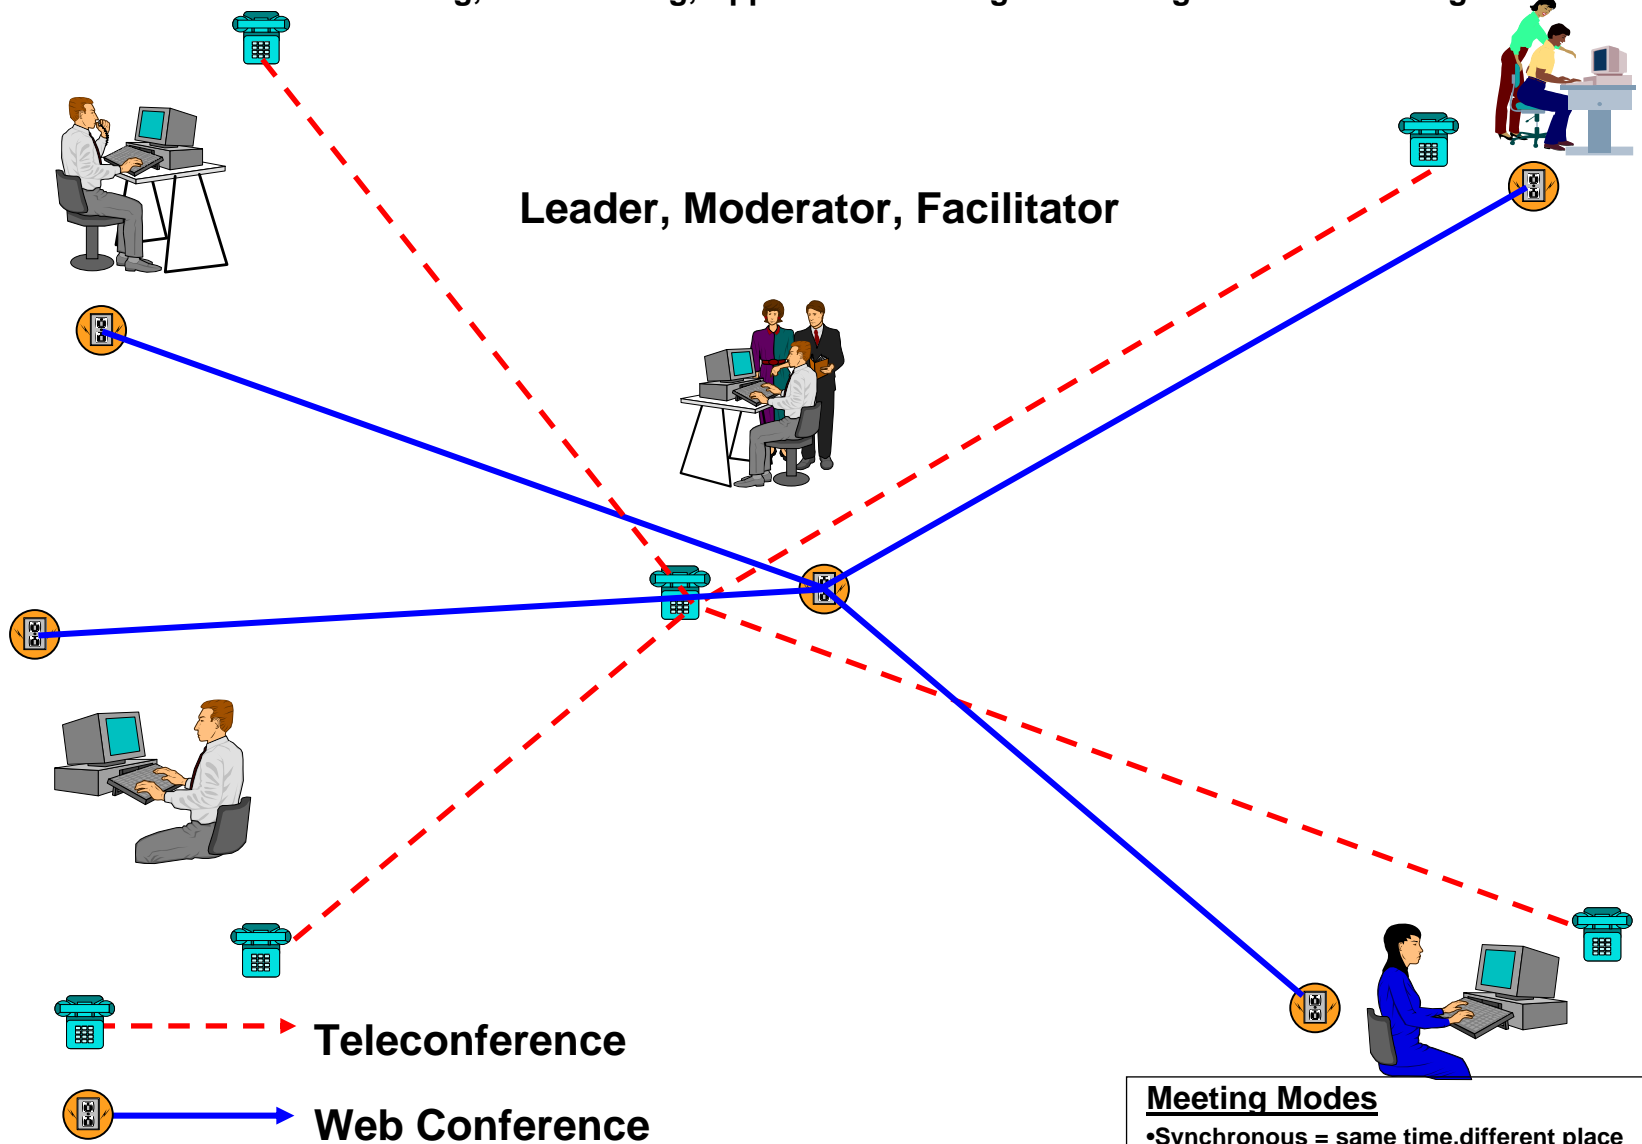 Leader, Moderator, Facilitator
Teleconference
Web Conference
Meeting Modes
•Synchronous = same time,different place